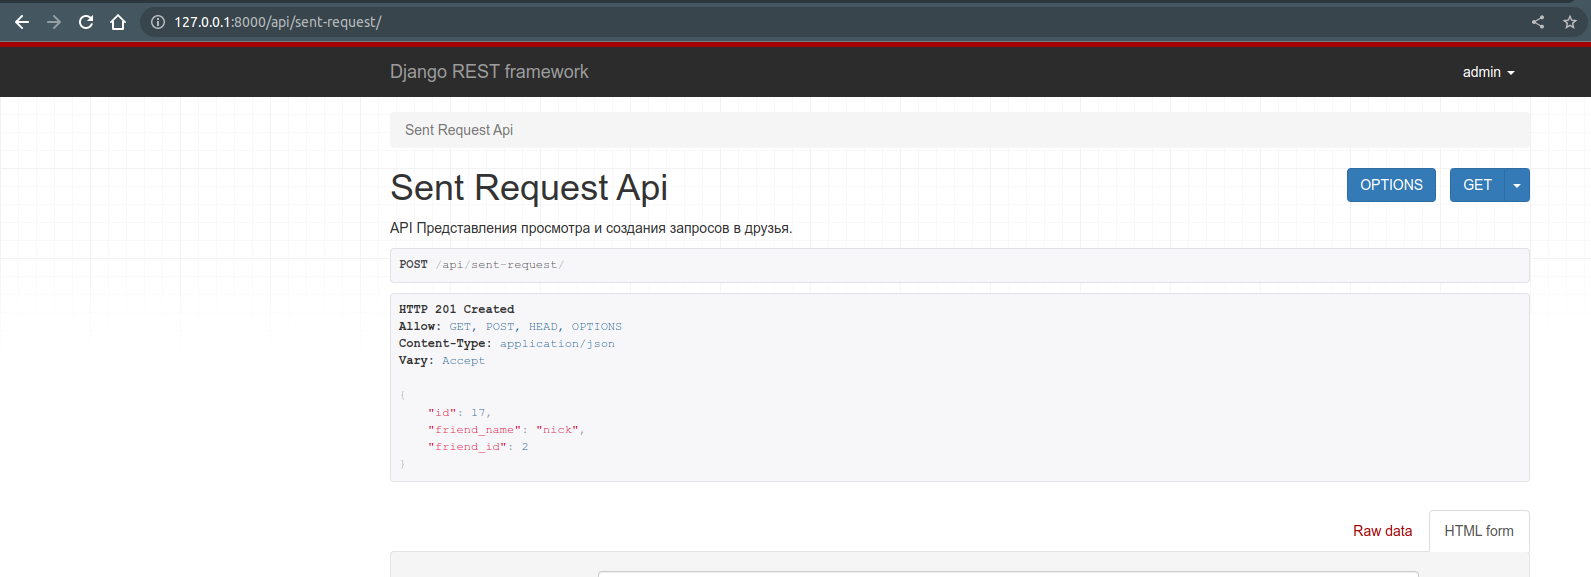 127.0.0.1:8000/api/sent-request/
Django REST framework
admin
Sent Request Api
Sent Request Api
OPTIONS
GET
API Представления просмотра и создания запросов в друзья.
POST /api/sent-request/
HTTP 201 Created
Allow: GET, POST, HEAD, OPTIONS
Content-Type: application/json
Vary: Accept
{
"id": 17,
"friend_name": "nick",
"friend_id": 2
}
Raw data
HTML form